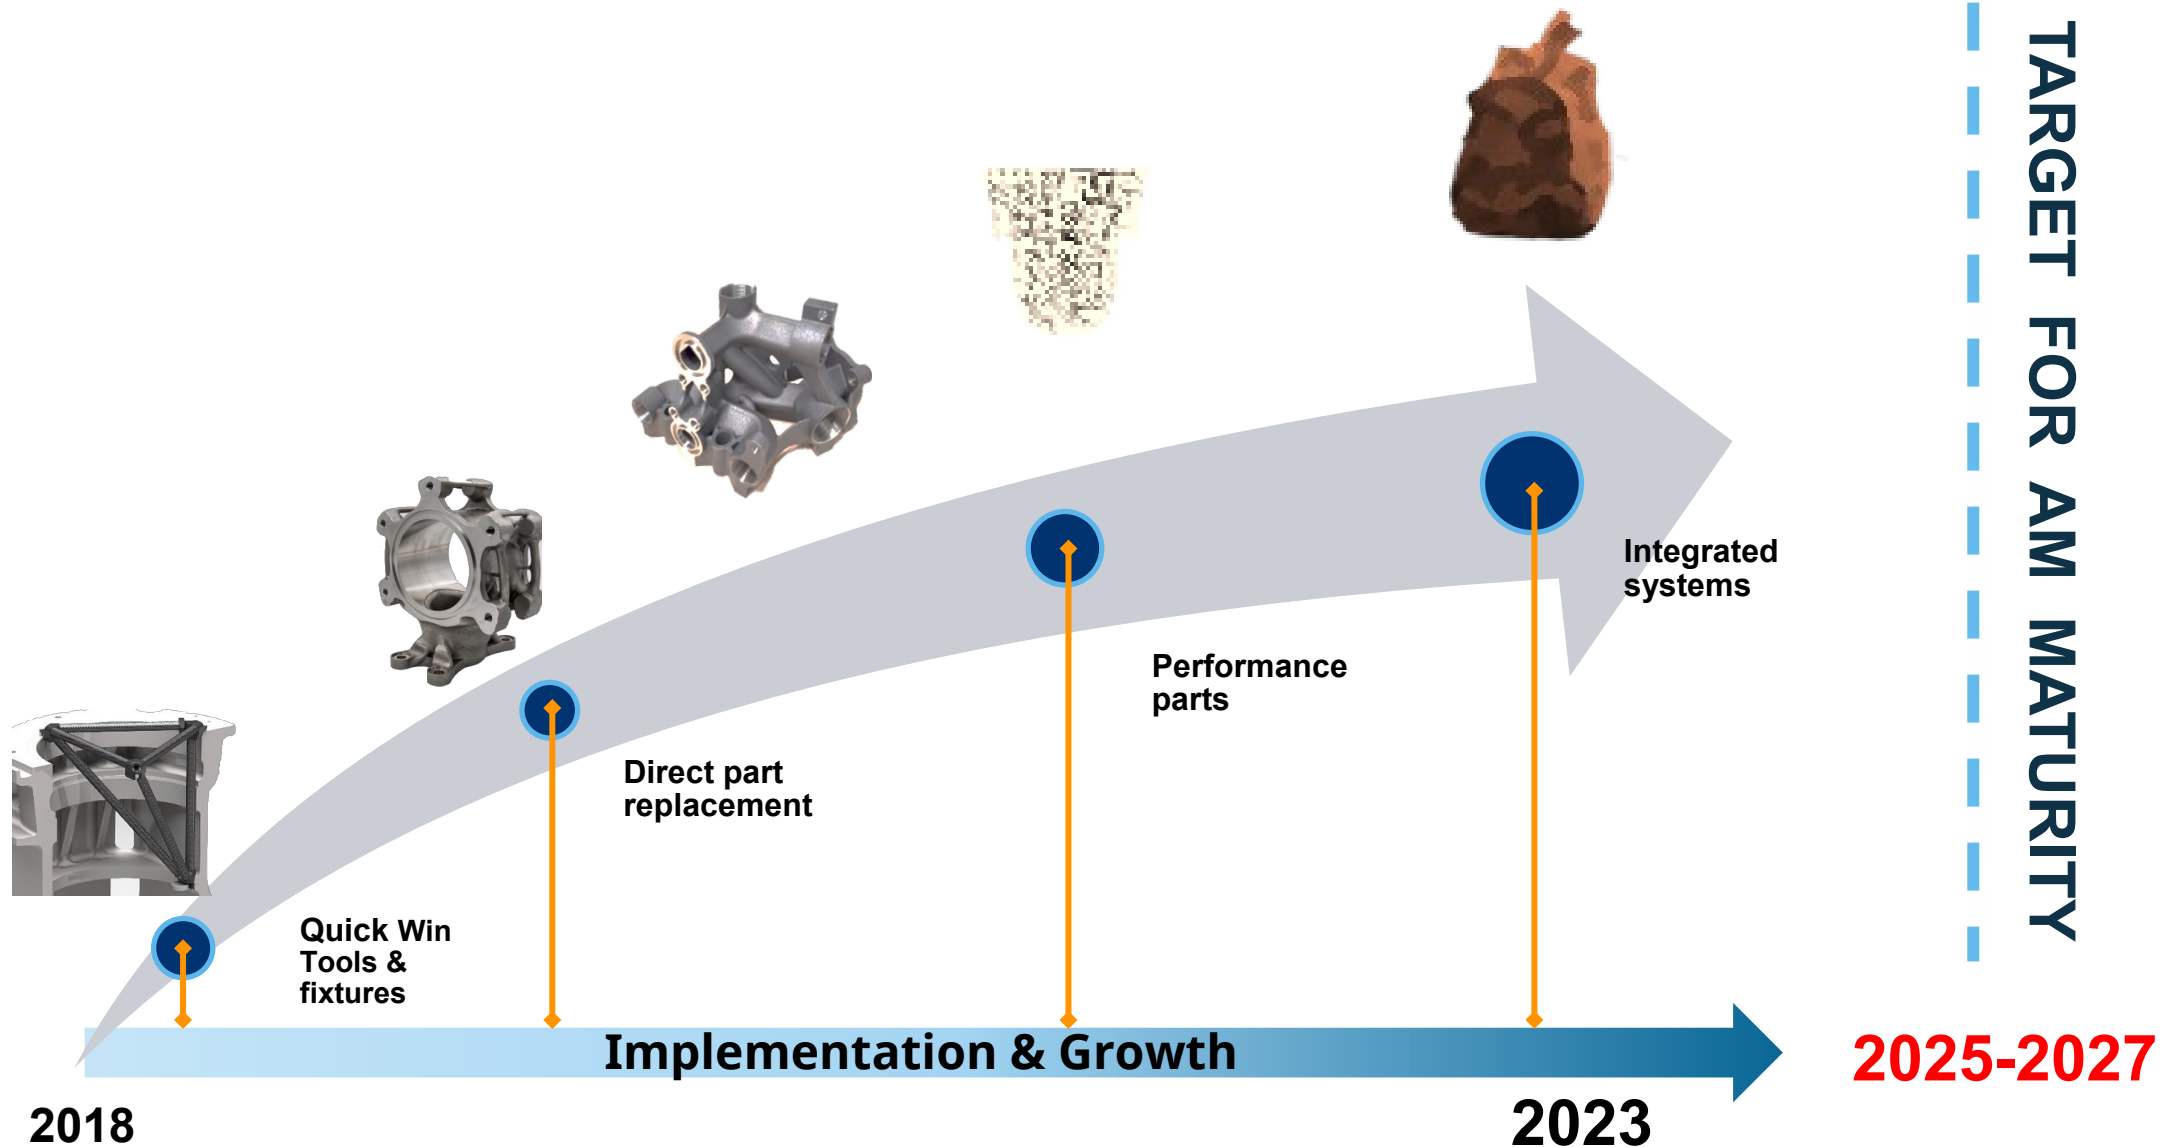 TARGET FOR AM MATURITY
Integrated
systems
Performance
parts
Direct part
replacement
Quick Win
Tools &
fixtures
Implementation & Growth
2025-2027
2018
2023